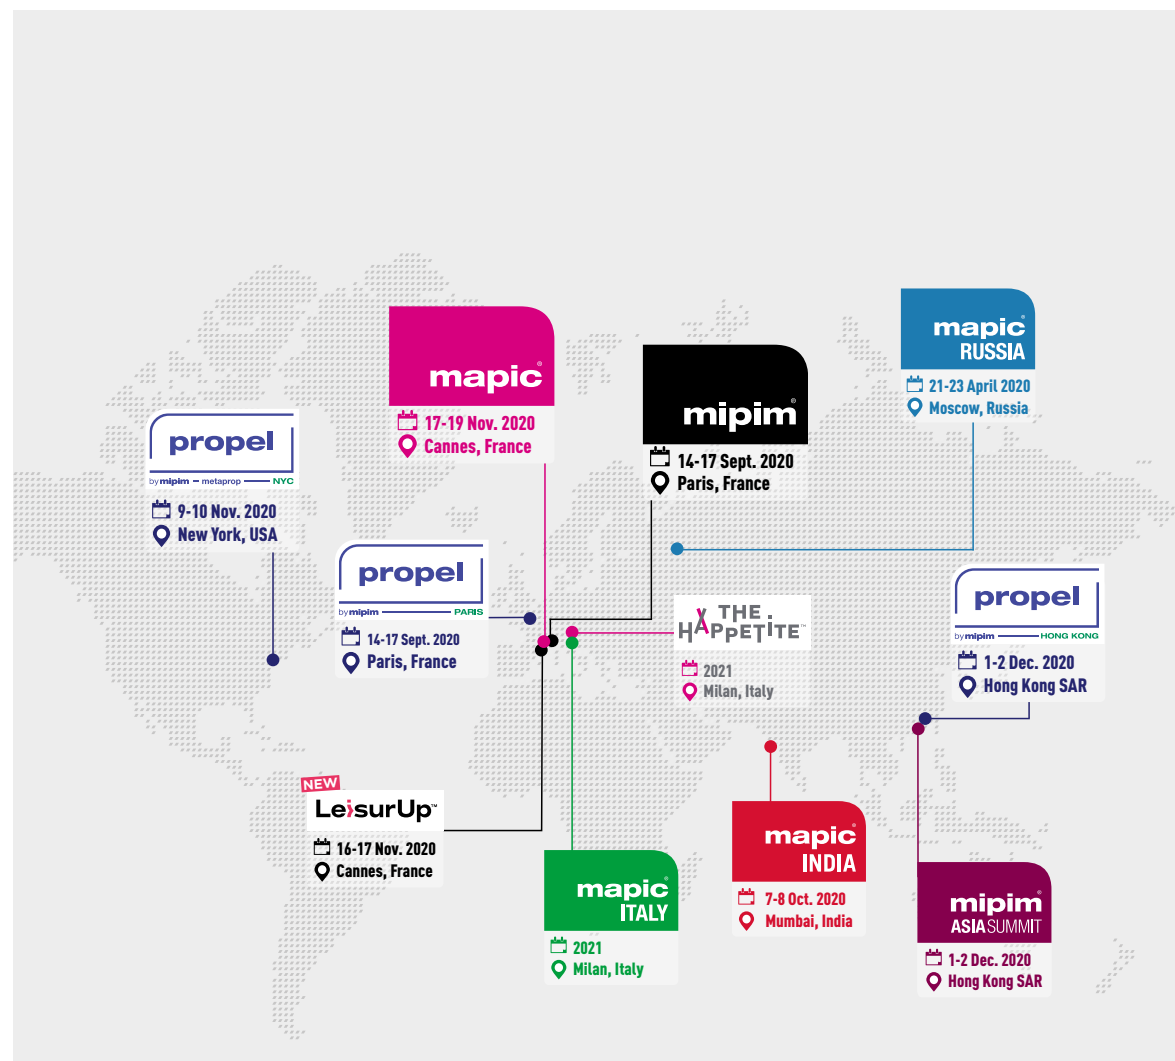 mapic®
17-19 Nov. 2020
Cannes, France
mipim®
14-17 Sept. 2020
Paris, France
mapic®
RUSSIA
21-23 April 2020
Moscow, Russia
propel
by mipim – metaprop — NYC
9-10 Nov. 2020
New York, USA
propel
by mipim — PARIS
14-17 Sept. 2020
Paris, France
THE
HAPPETITE™
2021
Milan, Italy
propel
by mipim — HONG KONG
1-2 Dec. 2020
Hong Kong SAR
NEW
LeisurUp™
16-17 Nov. 2020
Cannes, France
mapic®
ITALY
2021
Milan, Italy
mapic®
INDIA
7-8 Oct. 2020
Mumbai, India
mipim®
ASIA SUMMIT
1-2 Dec. 2020
Hong Kong SAR